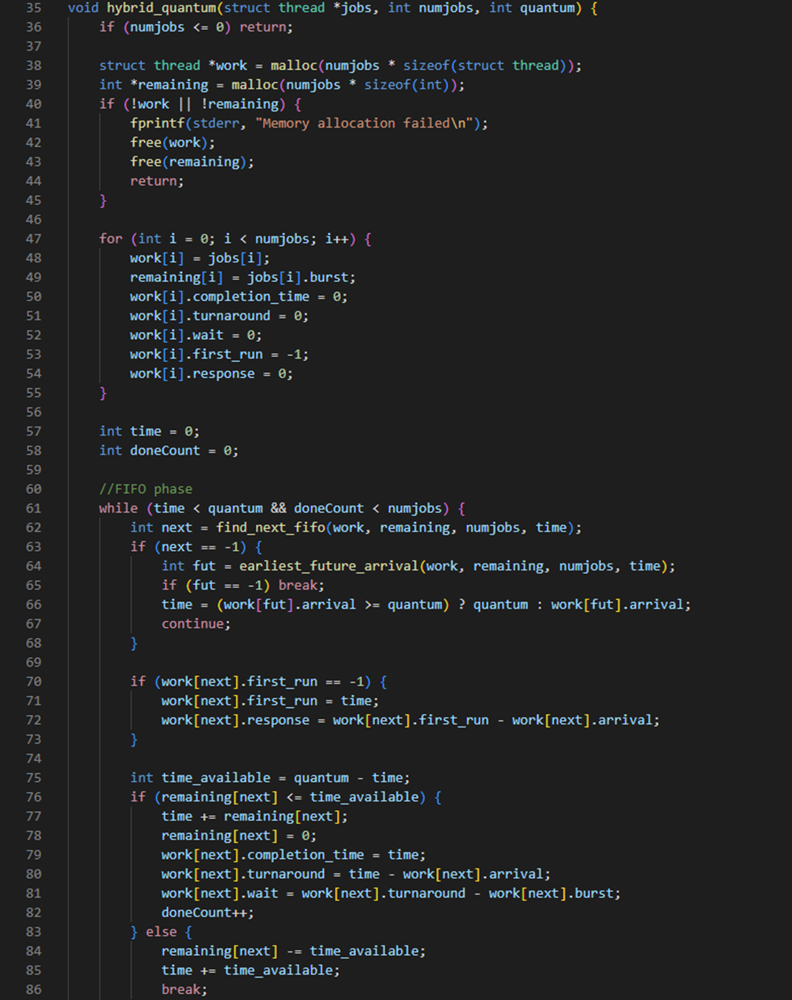 35 void hybrid_quantum(struct thread *jobs, int numjobs, int quantum) {
36     if (numjobs <= 0) return;
37
38     struct thread *work = malloc(numjobs * sizeof(struct thread));
39     int *remaining = malloc(numjobs * sizeof(int));
40     if (!work || !remaining) {
41         fprintf(stderr, "Memory allocation failed\n");
42         free(work);
43         free(remaining);
44         return;
45     }
46
47     for (int i = 0; i < numjobs; i++) {
48         work[i] = jobs[i];
49         remaining[i] = jobs[i].burst;
50         work[i].completion_time = 0;
51         work[i].turnaround = 0;
52         work[i].wait = 0;
53         work[i].first_run = -1;
54         work[i].response = 0;
55     }
56
57     int time = 0;
58     int doneCount = 0;
59
60     //FIFO phase
61     while (time < quantum && doneCount < numjobs) {
62         int next = find_next_fifo(work, remaining, numjobs, time);
63         if (next == -1) {
64             int fut = earliest_future_arrival(work, remaining, numjobs, time);
65             if (fut == -1) break;
66             time = (work[fut].arrival >= quantum) ? quantum : work[fut].arrival;
67             continue;
68         }
69
70         if (work[next].first_run == -1) {
71             work[next].first_run = time;
72             work[next].response = work[next].first_run - work[next].arrival;
73         }
74
75         int time_available = quantum - time;
76         if (remaining[next] <= time_available) {
77             time += remaining[next];
78             remaining[next] = 0;
79             work[next].completion_time = time;
80             work[next].turnaround = time - work[next].arrival;
81             work[next].wait = work[next].turnaround - work[next].burst;
82             doneCount++;
83         } else {
84             remaining[next] -= time_available;
85             time += time_available;
86             break;